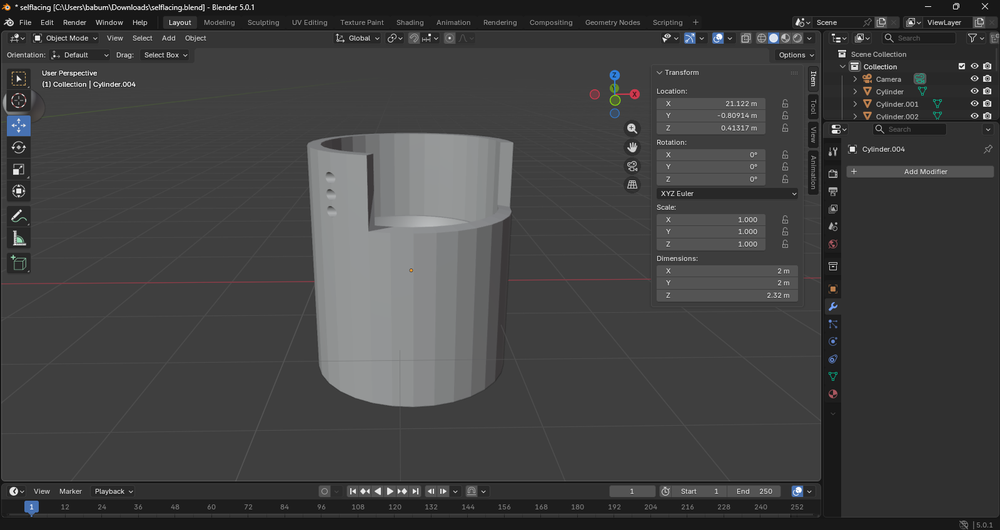 * selflacing [C:\Users\babum\Downloads\selflacing.blend] - Blender 5.0.1
File Edit Render Window Help Layout Modeling Sculpting UV Editing Texture Paint Shading Animation Rendering Compositing Geometry Nodes Scripting + Scene ViewLayer
Object Mode View Select Add Object Global Search
Orientation: Default Drag: Select Box Options
Scene Collection
Collection
Camera
Cylinder
Cylinder.001
Cylinder.002
User Perspective
(1) Collection | Cylinder.004
Z
Y
X
Transform
Location:
X 21.122 m
Y -0.80914 m
Z 0.41317 m
Rotation:
X 0°
Y 0°
Z 0°
XYZ Euler
Scale:
X 1.000
Y 1.000
Z 1.000
Dimensions:
X 2 m
Y 2 m
Z 2.32 m
Item
Tool
View
Animation
Search
Cylinder.004
+ Add Modifier
View Marker Playback 1 Start 1 End 250
1 12 24 36 48 60 72 84 96 108 120 132 144 156 168 180 192 204 216 228 240 252
5.0.1